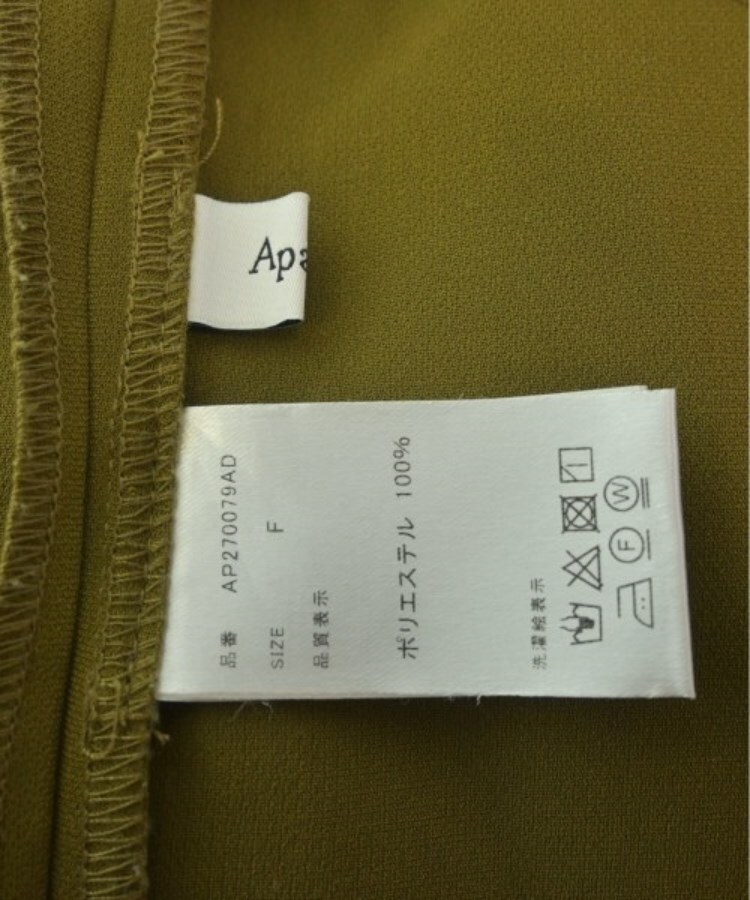 Apa
品番 AP270079AD
SIZE F
品質表示
ポリエステル 100%
洗濯絵表示
F W